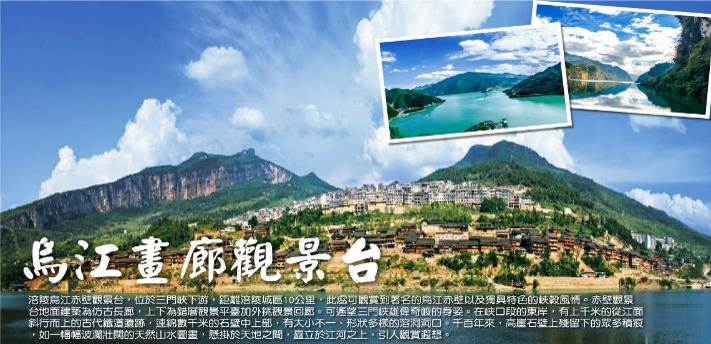 烏江畫廊觀景台
涪陵烏江赤壁觀景台，位於三門峽下游，距離涪陵城區10公里，此處可觀賞到著名的烏江赤壁以及獨具特色的峽穀風情。赤壁觀景
台地面建築為仿古長廊，上下為錯層觀景平臺加外挑觀景回廊。可遙望三門峽雄偉奇峻的身姿。在峽口段的東岸，有上千米的從江面
斜行而上的古代纖道遺跡，連綿數千米的石壁中上部，有大小不一、形狀多樣的溶洞洞口。千百年來，高崖石壁上殘留下的眾多積痕
，如一幅幅波瀾壯闊的天然山水圖畫，懸掛於天地之間，矗立於江河之上，引人觀賞遐想。